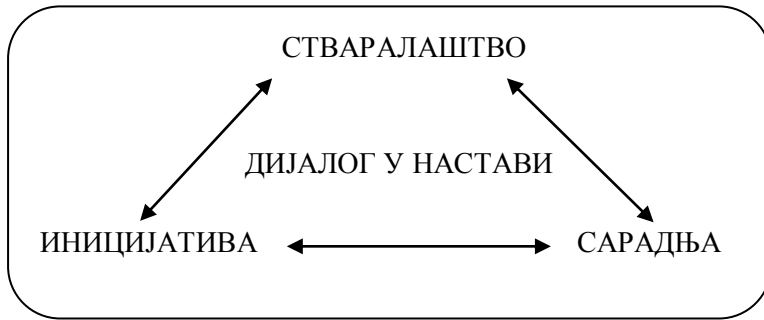 СТВАРАЛАШТВО
ДИЈАЛОГ У НАСТАВИ
ИНИЦИЈАТИВА
САРАДЊА